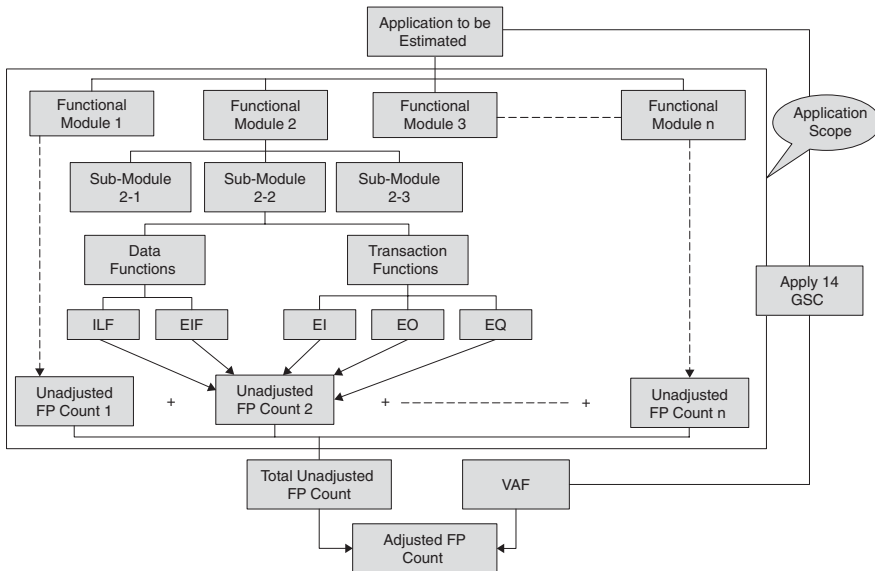 Application to be
Estimated
Functional
Module 1
Functional
Module 2
Functional
Module 3
Functional
Module n
Application
Scope
Sub-Module
2-1
Sub-Module
2-2
Sub-Module
2-3
Data
Functions
Transaction
Functions
Apply 14
GSC
ILF
EIF
EI
EO
EQ
Unadjusted
FP Count 1
+
Unadjusted
FP Count 2
+
+
Unadjusted
FP Count n
Total Unadjusted
FP Count
VAF
Adjusted FP
Count